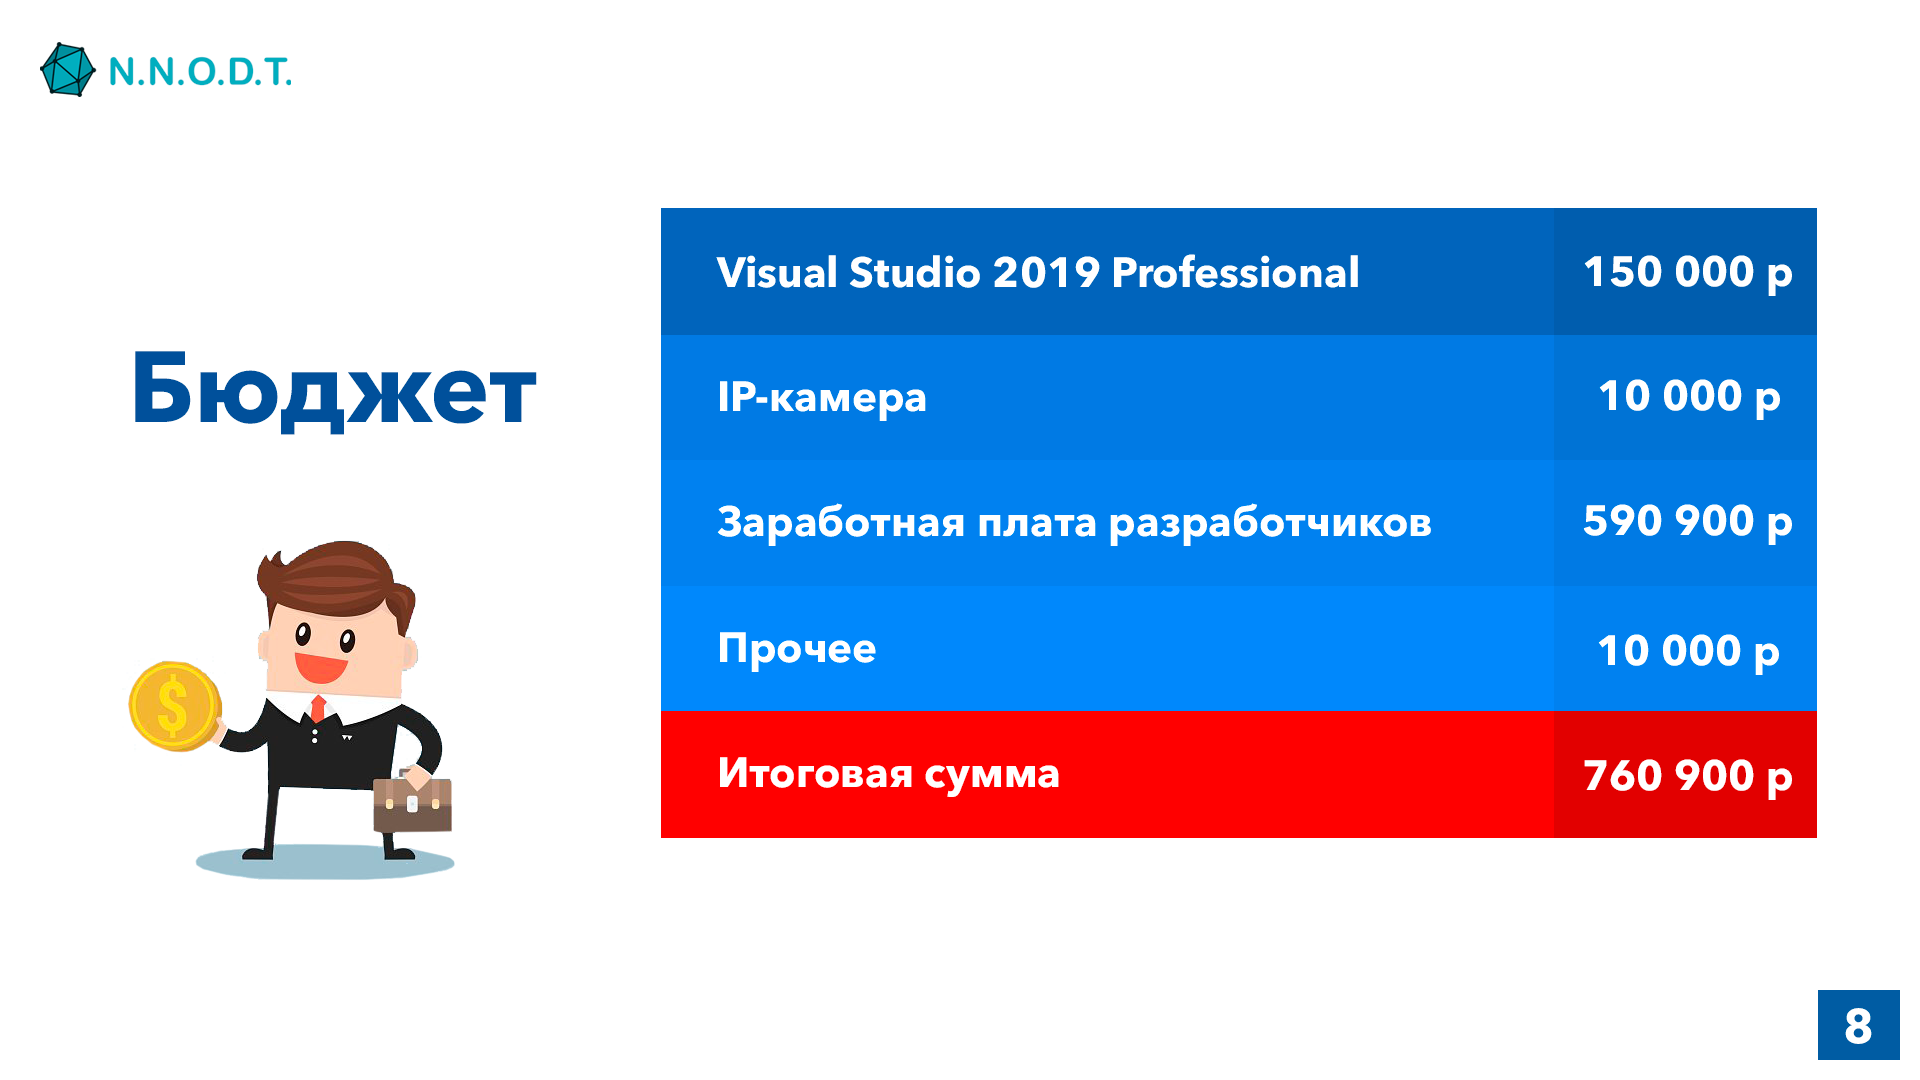 N.N.O.D.T.
Бюджет
Visual Studio 2019 Professional 150 000 р
IP-камера 10 000 р
Заработная плата разработчиков 590 900 р
Прочее 10 000 р
Итоговая сумма 760 900 р
$
8